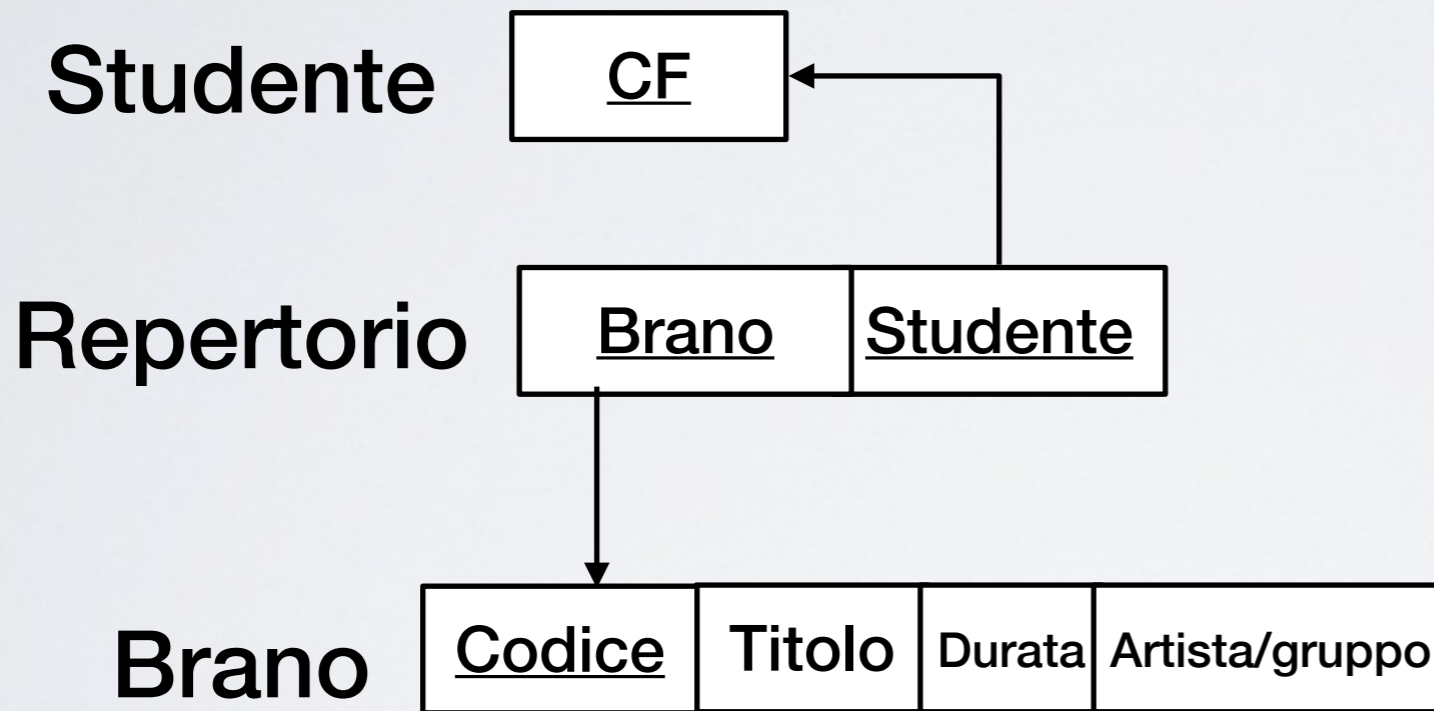 Studente CF
Repertorio Brano Studente
Brano Codice Titolo Durata Artista/gruppo